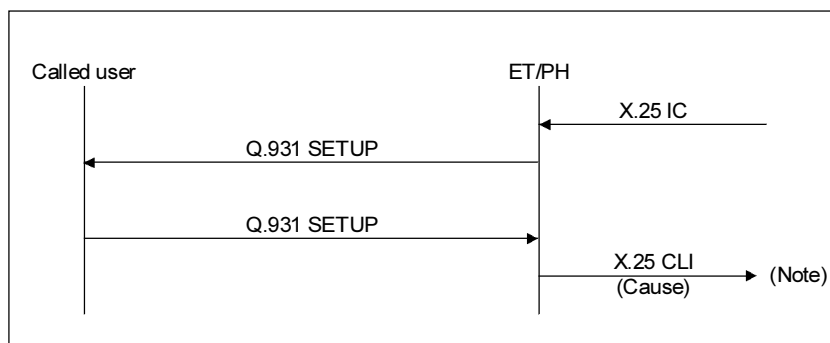 Called user
ET/PH
X.25 IC
Q.931 SETUP
Q.931 SETUP
X.25 CLI
(Note)
(Cause)